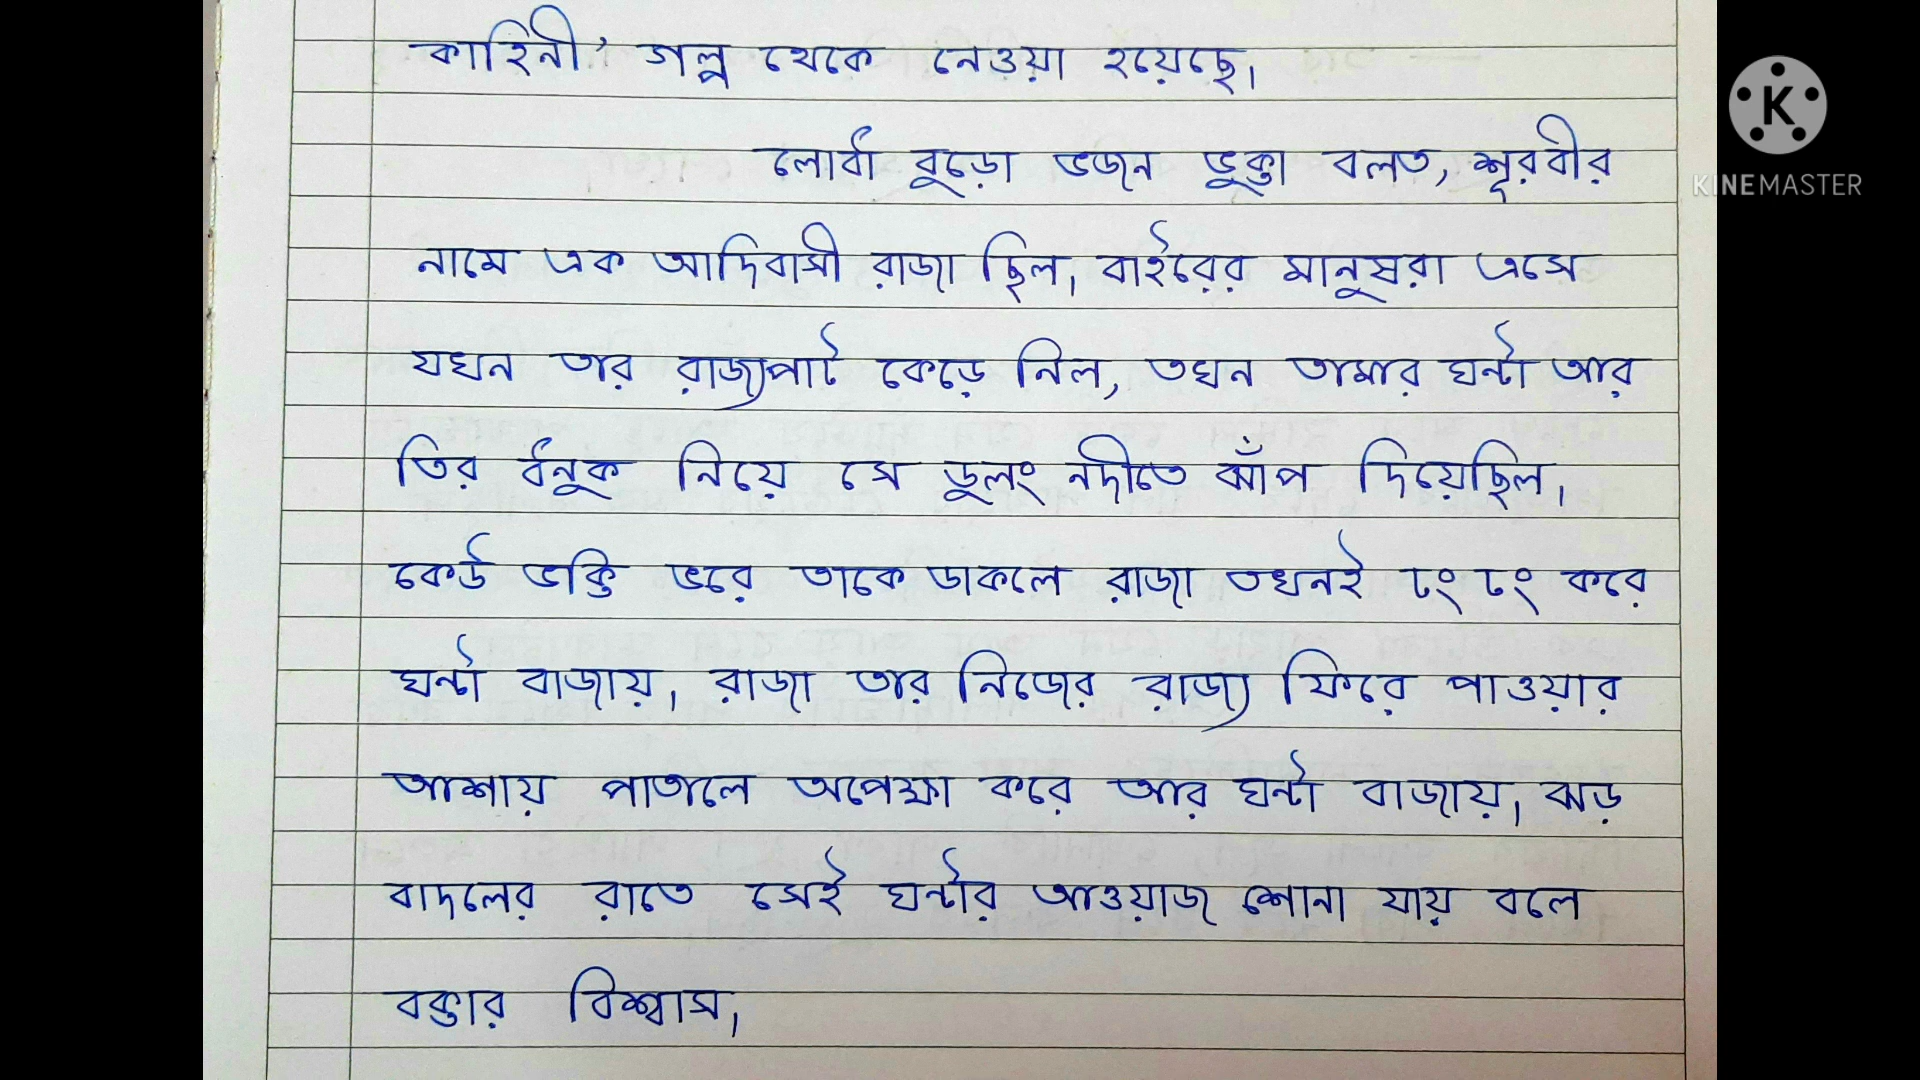 কাহিনী' গল্প থেকে নেওয়া হয়েছে।
লোধা বুড়ো ভজন ভুক্তা বলত, শূরবীর
নামে এক আদিবাসী রাজা ছিল। বাইরের মানুষরা এসে
যখন তার রাজ্যপাট কেড়ে নিল, তখন তামার ঘন্টা আর
তির ধনুক নিয়ে সে ডুলং নদীতে ঝাঁপ দিয়েছিল।
কেউ ভক্তি ভরে তাকে ডাকলে রাজা তখনই ঢং ঢং করে
ঘন্টা বাজায়। রাজা তার নিজের রাজ্য ফিরে পাওয়ার
আশায় পাতালে অপেক্ষা করে আর ঘন্টা বাজায়। ঝড়
বাদলের রাতে সেই ঘন্টার আওয়াজ শোনা যায় বলে
বক্তার বিশ্বাস।
K
KINEMASTER